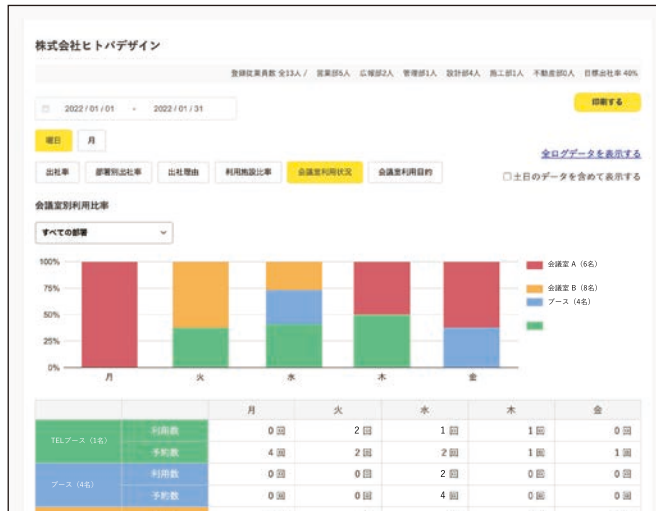 株式会社ヒトバデザイン
登録従業員数 全13人 / 営業部5人 広報部2人 管理部1人 設計部4人 施工部1人 不動産部0人 目標出社率 40%
2022 / 01 / 01 - 2022 / 01 / 31
印刷する
曜日 月
全ログデータを表示する
出社率 部署別出社率 出社理由 利用施設比率 会議室利用状況 会議室利用目的
土日のデータを含めて表示する
会議室別利用比率
すべての部署
100%
75%
50%
25%
0%
月 火 水 木 金
会議室 A（6名）
会議室 B（8名）
ブース（4名）
月 火 水 木 金
TELブース（1名）
利用数 0 回 2 回 1 回 1 回 0 回
予約数 4 回 2 回 2 回 1 回 1 回
ブース（4名）
利用数 0 回 0 回 2 回 0 回 0 回
予約数 0 回 0 回 4 回 0 回 0 回